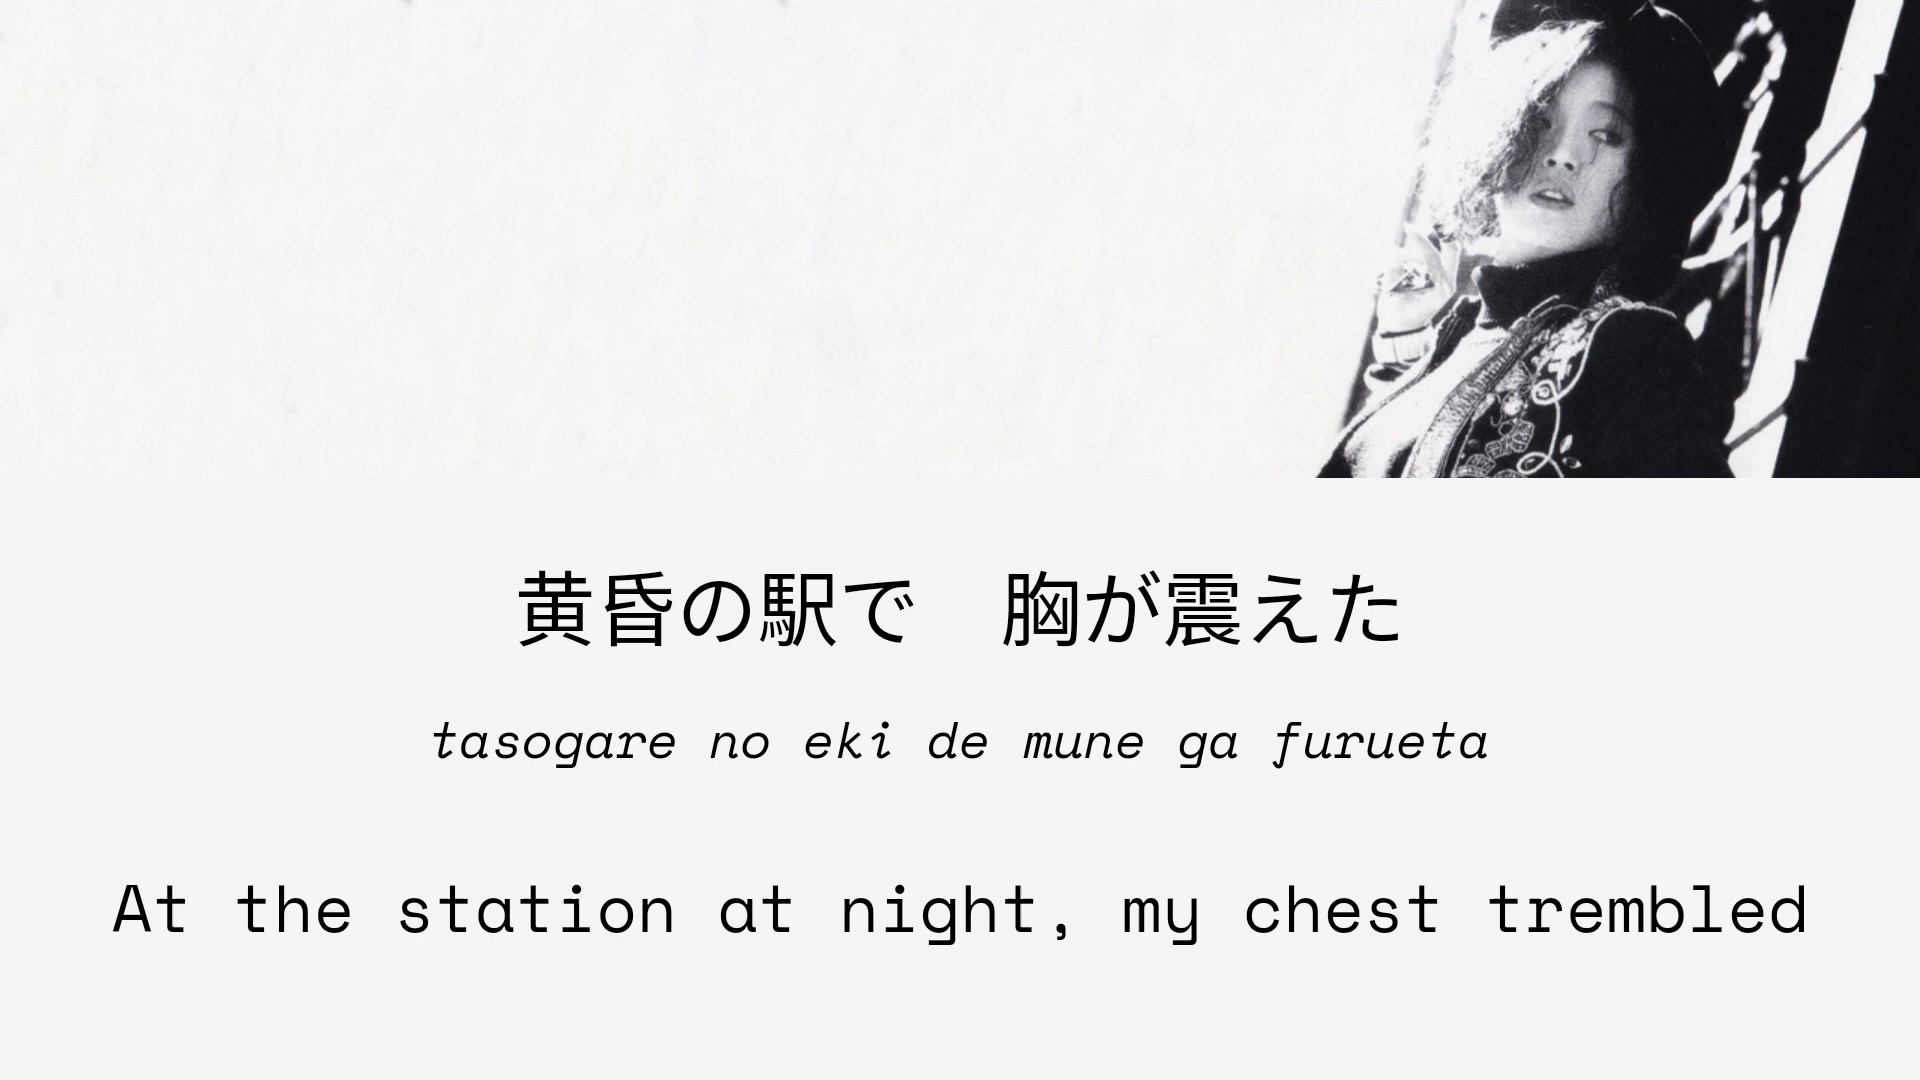 黄昏の駅で　胸が震えた
tasogare no eki de mune ga furueta
At the station at night, my chest trembled